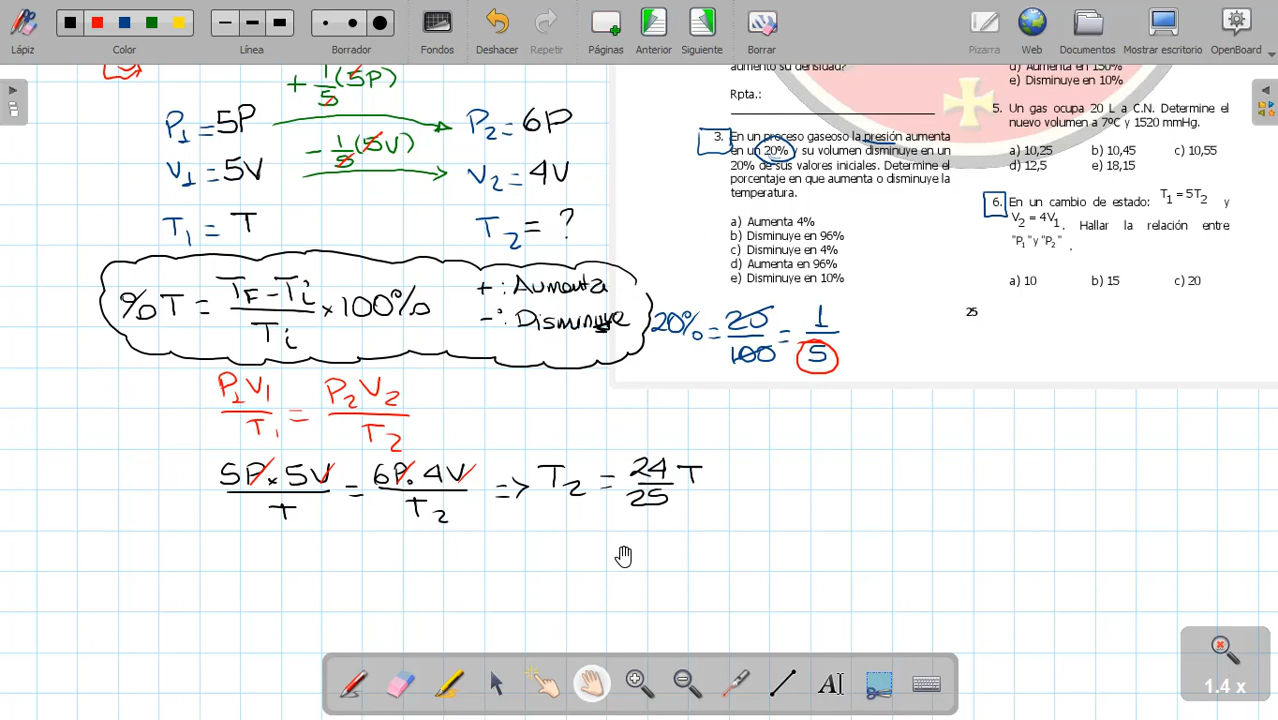 Lápiz
Color
Línea
Borrador
Fondos
Deshacer
Repetir
Páginas
Anterior
Siguiente
Borrar
Pizarra
Web
Documentos
Mostrar escritorio
OpenBoard
+ 1/5 (5P)
P1 = 5P
P2 = 6P
- 1/5 (5V)
V1 = 5V
V2 = 4V
T1 = T
T2 = ?
%T = TF - Ti / Ti × 100%
+ : Aumenta
- : Disminuye
P1V1 / T1 = P2V2 / T2
5P × 5V / T = 6P . 4V / T2 => T2 = 24/25 T
aumentó su densidad?
Rpta.:
3. En un proceso gaseoso la presión aumenta
en un 20% y su volumen disminuye en un
20% de sus valores iniciales. Determine el
porcentaje en que aumenta o disminuye la
temperatura.
a) Aumenta 4%
b) Disminuye en 96%
c) Disminuye en 4%
d) Aumenta en 96%
e) Disminuye en 10%
20% = 20/100 = 1/5
d) Aumenta en 150%
e) Disminuye en 10%
5. Un gas ocupa 20 L a C.N. Determine el
nuevo volumen a 7ºC y 1520 mmHg.
a) 10,25 b) 10,45 c) 10,55
d) 12,5 e) 18,15
6. En un cambio de estado: T1 = 5T2 y
V2 = 4V1 . Hallar la relación entre
"P1" y "P2" .
a) 10 b) 15 c) 20
25
1.4 x